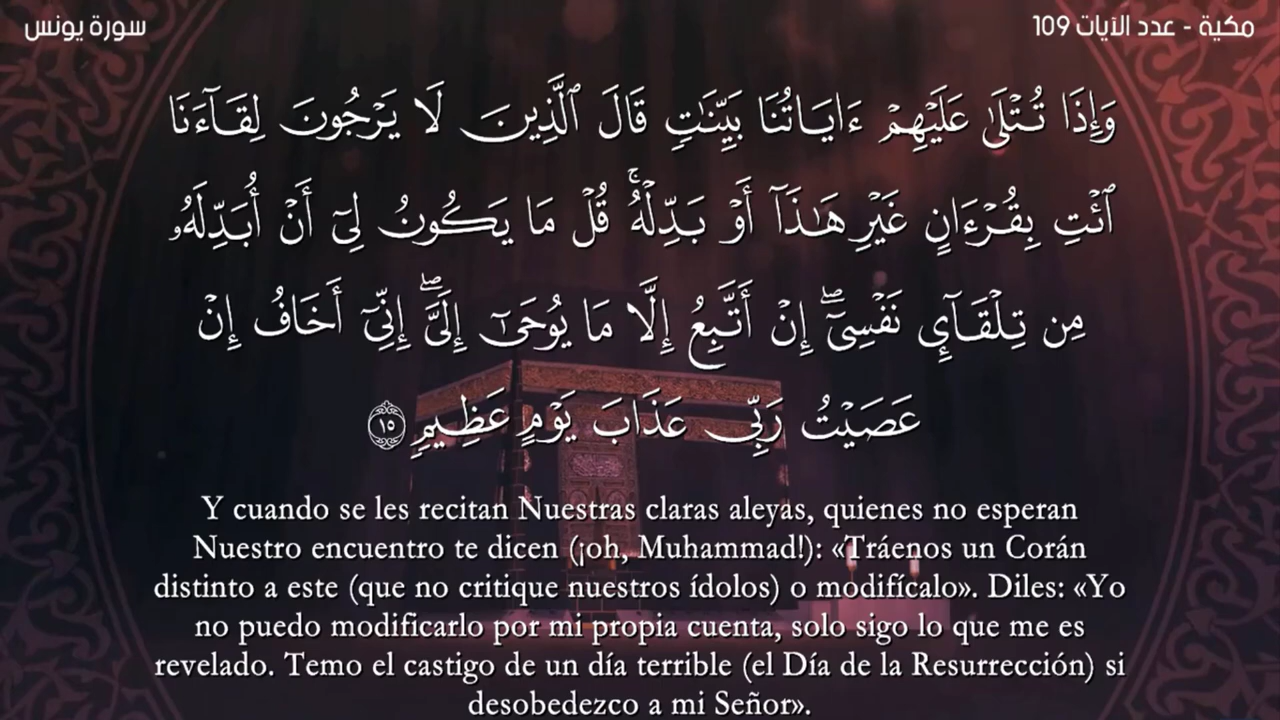 مكية - عدد الآيات 109
سورة يونس
وَإِذَا تُتْلَىٰ عَلَيْهِمْ ءَايَاتُنَا بَيِّنَٰتٍۙ قَالَ ٱلَّذِينَ لَا يَرْجُونَ لِقَآءَنَا
ٱئْتِ بِقُرْءَانٍ غَيْرِ هَٰذَآ أَوْ بَدِّلْهُۚ قُلْ مَا يَكُونُ لِىٓ أَنْ أُبَدِّلَهُۥ
مِن تِلْقَآئِ نَفْسِىٓۖ إِنْ أَتَّبِعُ إِلَّا مَا يُوحَىٰٓ إِلَىَّۖ إِنِّىٓ أَخَافُ إِنْ
عَصَيْتُ رَبِّى عَذَابَ يَوْمٍ عَظِيمٍ ١٥
Y cuando se les recitan Nuestras claras aleyas, quienes no esperan
Nuestro encuentro te dicen (¡oh, Muhammad!): «Tráenos un Corán
distinto a este (que no critique nuestros ídolos) o modifícalo». Diles: «Yo
no puedo modificarlo por mi propia cuenta, solo sigo lo que me es
revelado. Temo el castigo de un día terrible (el Día de la Resurrección) si
desobedezco a mi Señor».